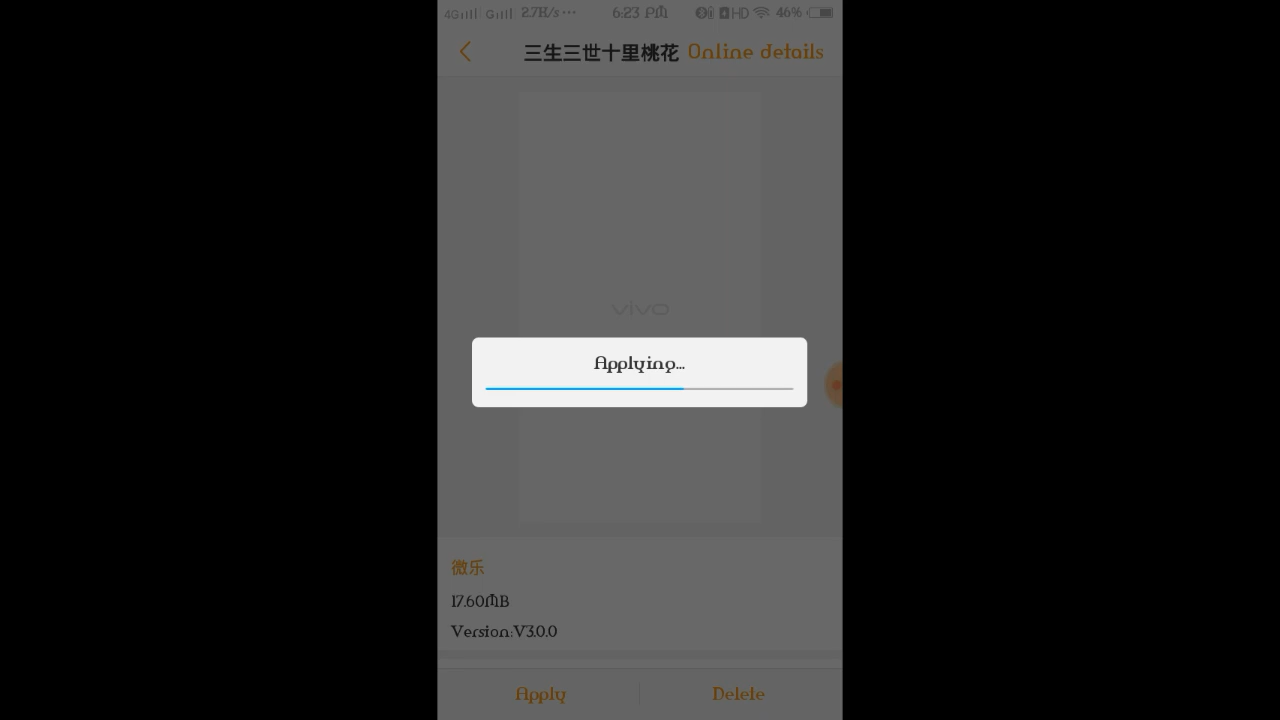 4G G 2.7K/s ... 6:23 PM HD 46%
三生三世十里桃花 Online details
vivo
Applying...
微乐
17.60MB
Version:V3.0.0
Apply Delete